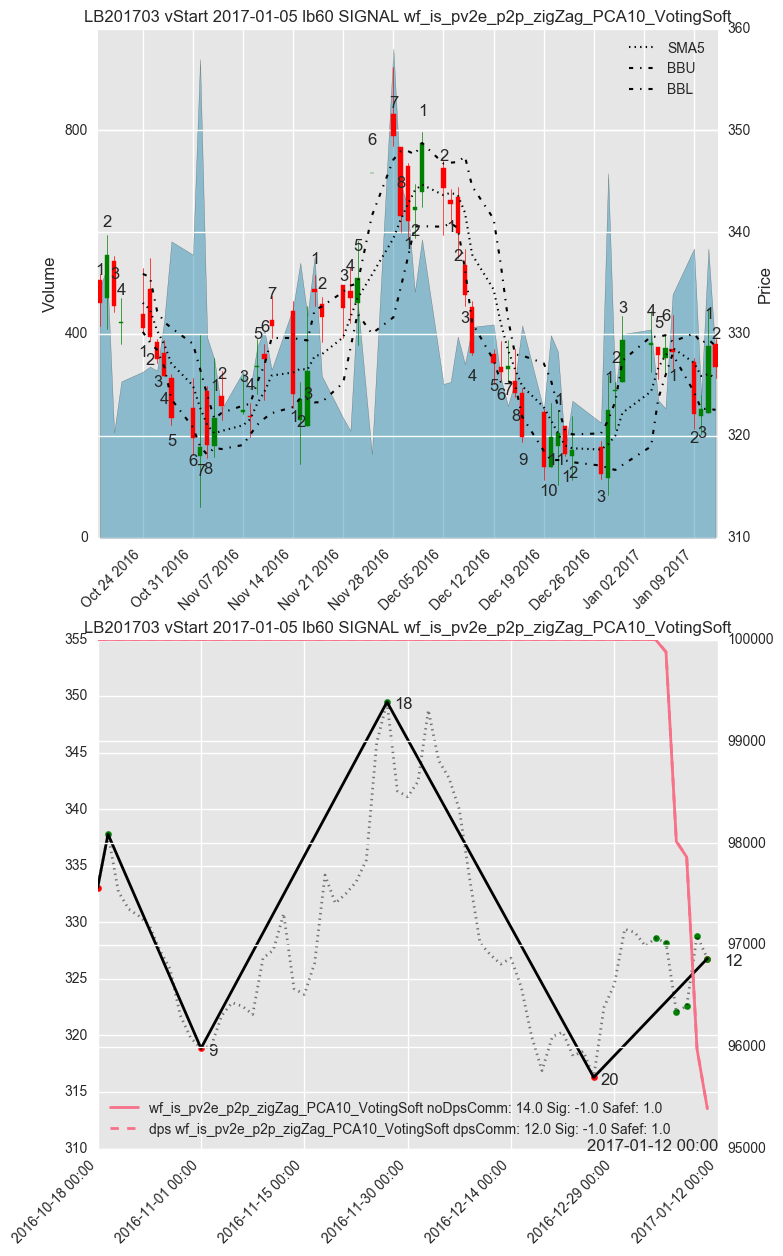 LB201703 vStart 2017-01-05 lb60 SIGNAL wf_is_pv2e_p2p_zigZag_PCA10_VotingSoft
SMA5
BBU
BBL
Volume
800
400
0
Price
360
350
340
330
320
310
Oct 24 2016
Oct 31 2016
Nov 07 2016
Nov 14 2016
Nov 21 2016
Nov 28 2016
Dec 05 2016
Dec 12 2016
Dec 19 2016
Dec 26 2016
Jan 02 2017
Jan 09 2017
LB201703 vStart 2017-01-05 lb60 SIGNAL wf_is_pv2e_p2p_zigZag_PCA10_VotingSoft
355
350
345
340
335
330
325
320
315
310
100000
99000
98000
97000
96000
95000
18
9
20
12
wf_is_pv2e_p2p_zigZag_PCA10_VotingSoft noDpsComm: 14.0 Sig: -1.0 Safef: 1.0
dps wf_is_pv2e_p2p_zigZag_PCA10_VotingSoft dpsComm: 12.0 Sig: -1.0 Safef: 1.0
2017-01-12 00:00
2016-10-18 00:00
2016-11-01 00:00
2016-11-15 00:00
2016-11-30 00:00
2016-12-14 00:00
2016-12-29 00:00
2017-01-12 00:00